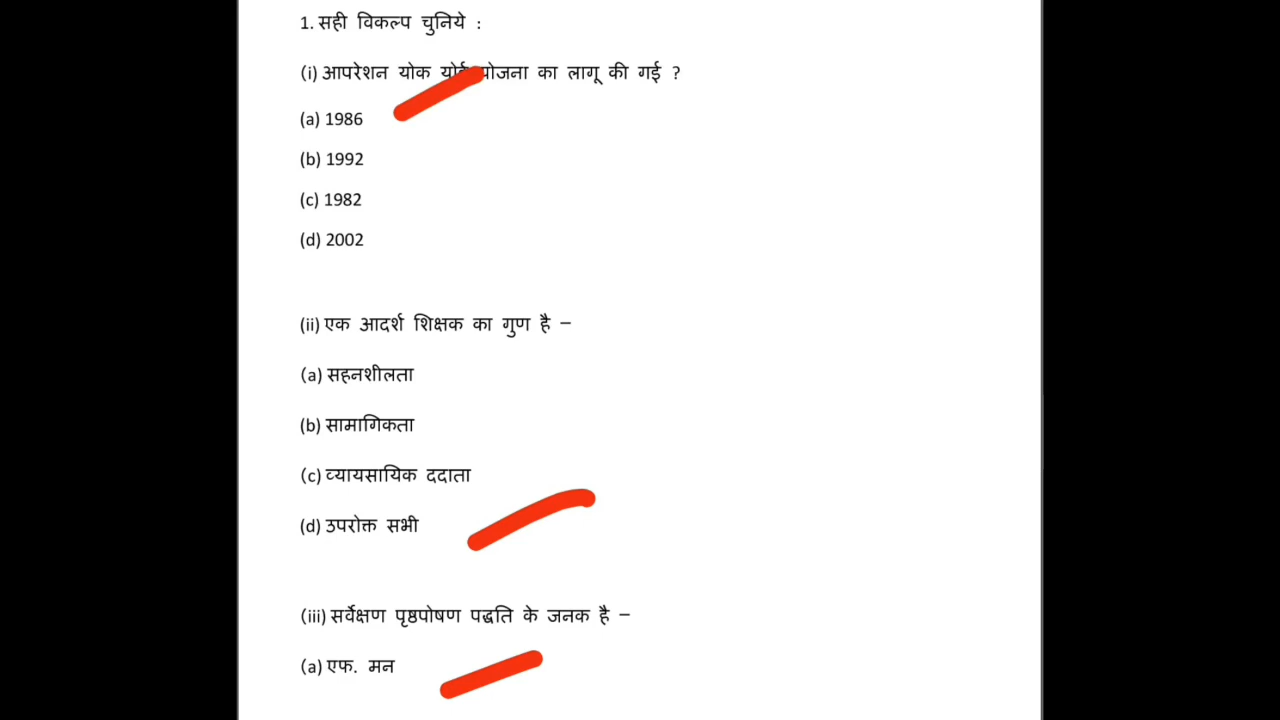 1. सही विकल्प चुनिये :
(i) आपरेशन योक योर्क योजना का लागू की गई ?
(a) 1986
(b) 1992
(c) 1982
(d) 2002
(ii) एक आदर्श शिक्षक का गुण है –
(a) सहनशीलता
(b) सामागिकता
(c) व्यायसायिक ददाता
(d) उपरोक्त सभी
(iii) सर्वेक्षण पृष्ठपोषण पद्धति के जनक है –
(a) एफ. मन